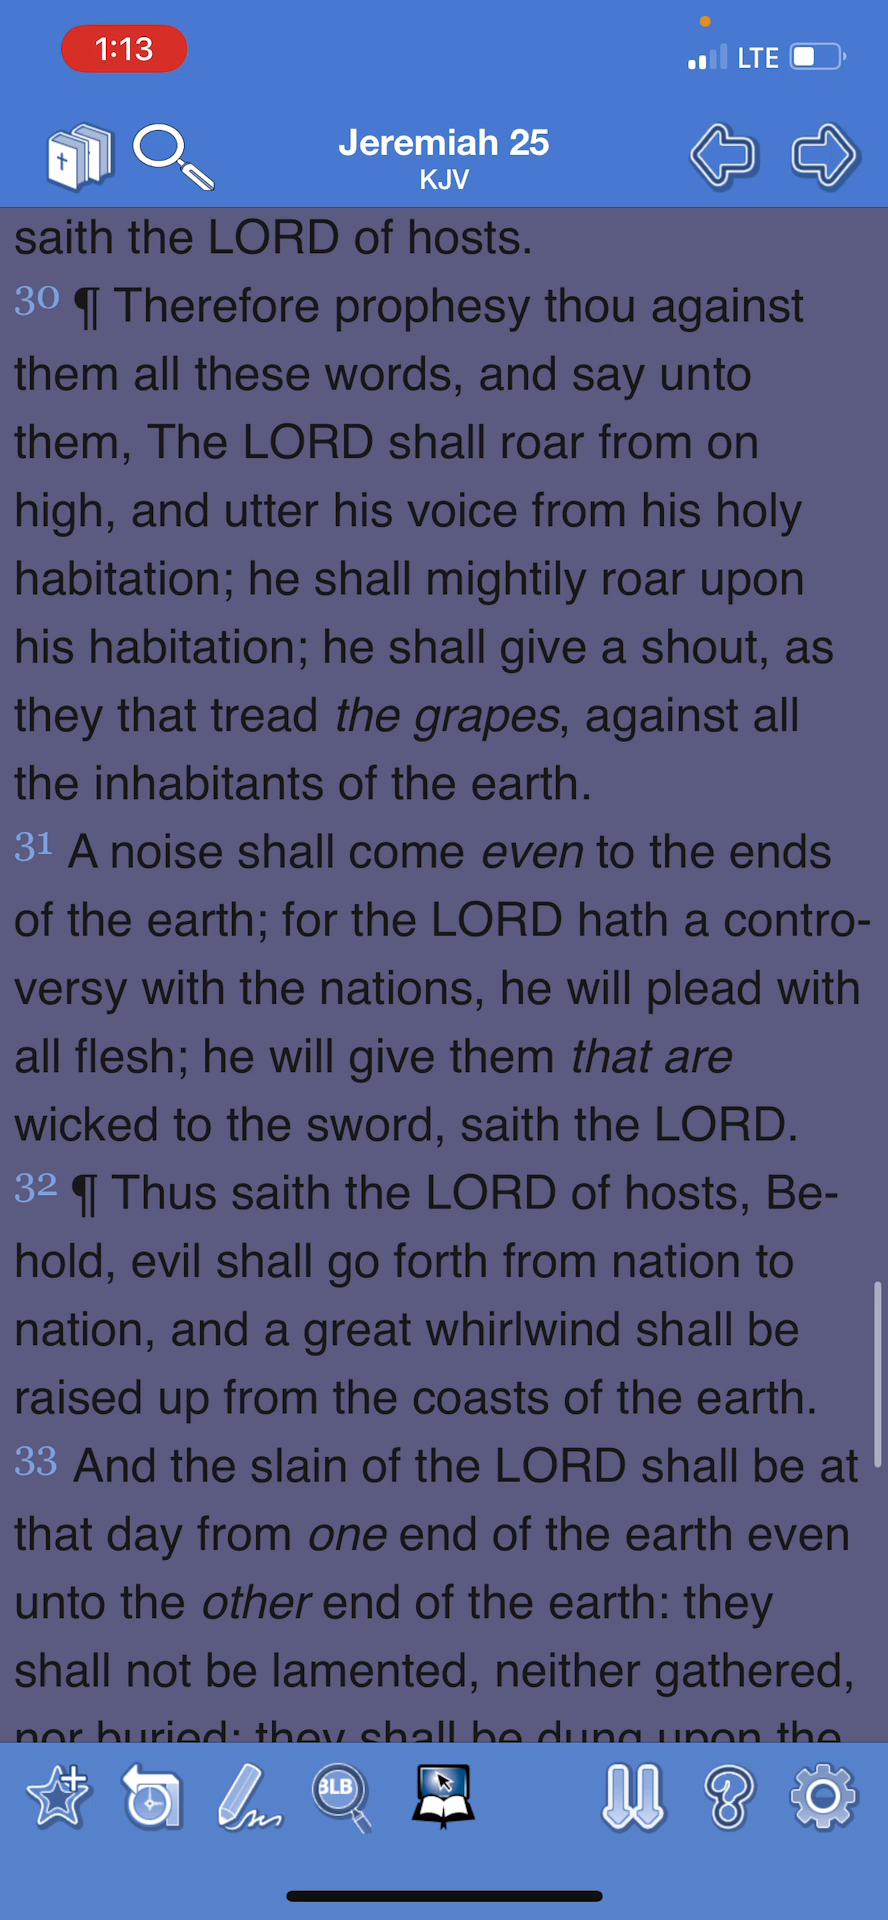 1:13
LTE
Jeremiah 25
KJV
saith the LORD of hosts.
30 ¶ Therefore prophesy thou against
them all these words, and say unto
them, The LORD shall roar from on
high, and utter his voice from his holy
habitation; he shall mightily roar upon
his habitation; he shall give a shout, as
they that tread the grapes, against all
the inhabitants of the earth.
31 A noise shall come even to the ends
of the earth; for the LORD hath a contro-
versy with the nations, he will plead with
all flesh; he will give them that are
wicked to the sword, saith the LORD.
32 ¶ Thus saith the LORD of hosts, Be-
hold, evil shall go forth from nation to
nation, and a great whirlwind shall be
raised up from the coasts of the earth.
33 And the slain of the LORD shall be at
that day from one end of the earth even
unto the other end of the earth: they
shall not be lamented, neither gathered,
nor buried; they shall be dung upon the
BLB